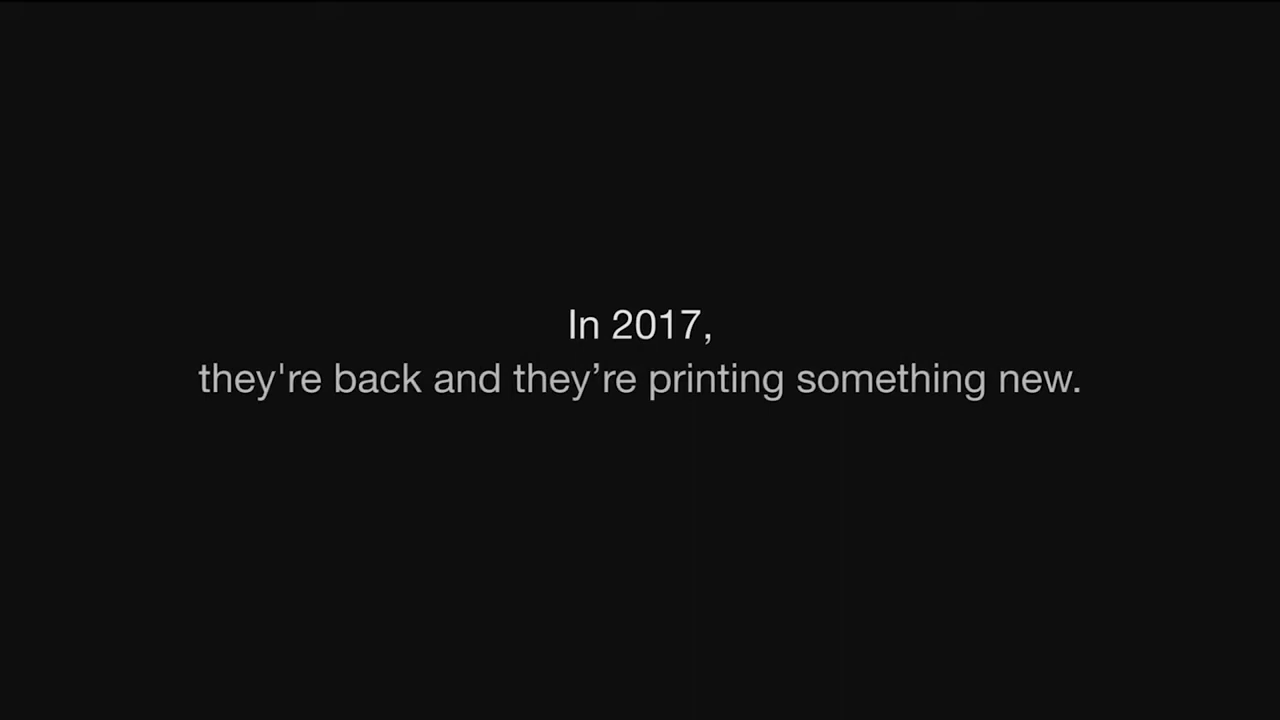 In 2017,
they're back and they’re printing something new.